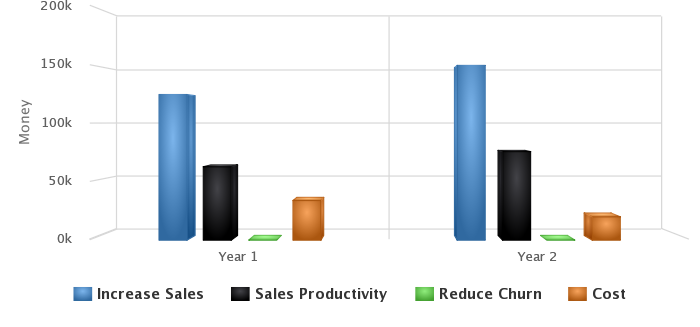 200k
150k
100k
50k
0k
Money
Year 1
Year 2
Increase Sales
Sales Productivity
Reduce Churn
Cost